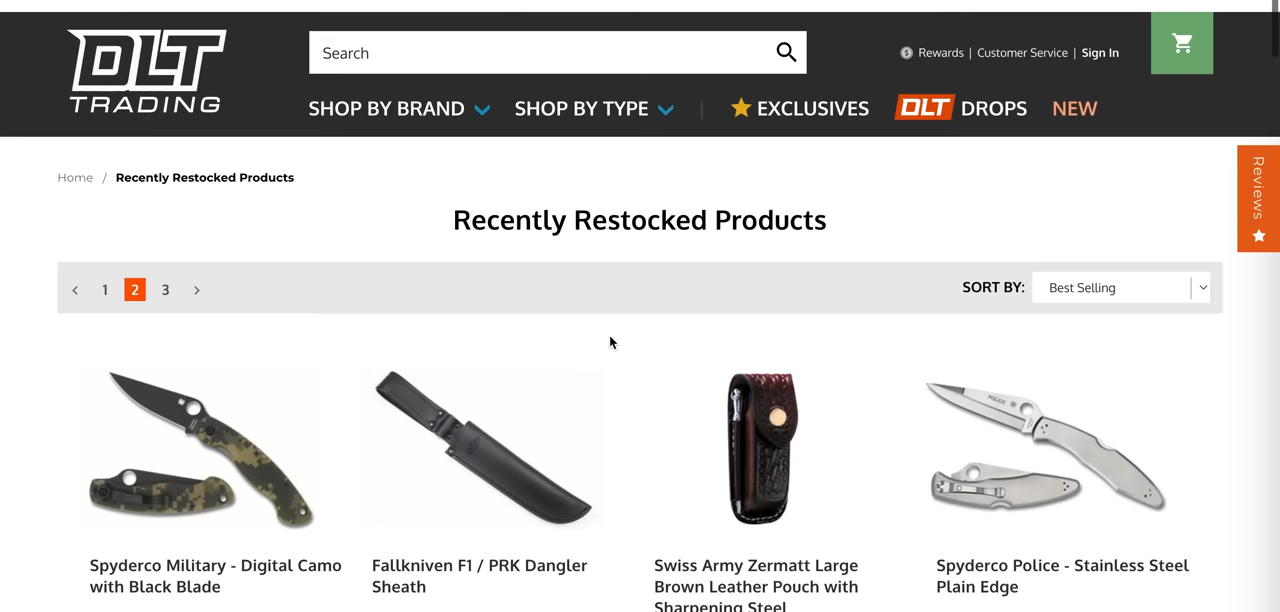 DLT
TRADING
Search
Rewards | Customer Service | Sign In
SHOP BY BRAND SHOP BY TYPE | EXCLUSIVES DLT DROPS NEW
Reviews
Home / Recently Restocked Products
Recently Restocked Products
< 1 2 3 >
SORT BY: Best Selling
POLICE
Spyderco Military - Digital Camo
with Black Blade
Fallkniven F1 / PRK Dangler
Sheath
Swiss Army Zermatt Large
Brown Leather Pouch with
Sharpening Steel
Spyderco Police - Stainless Steel
Plain Edge